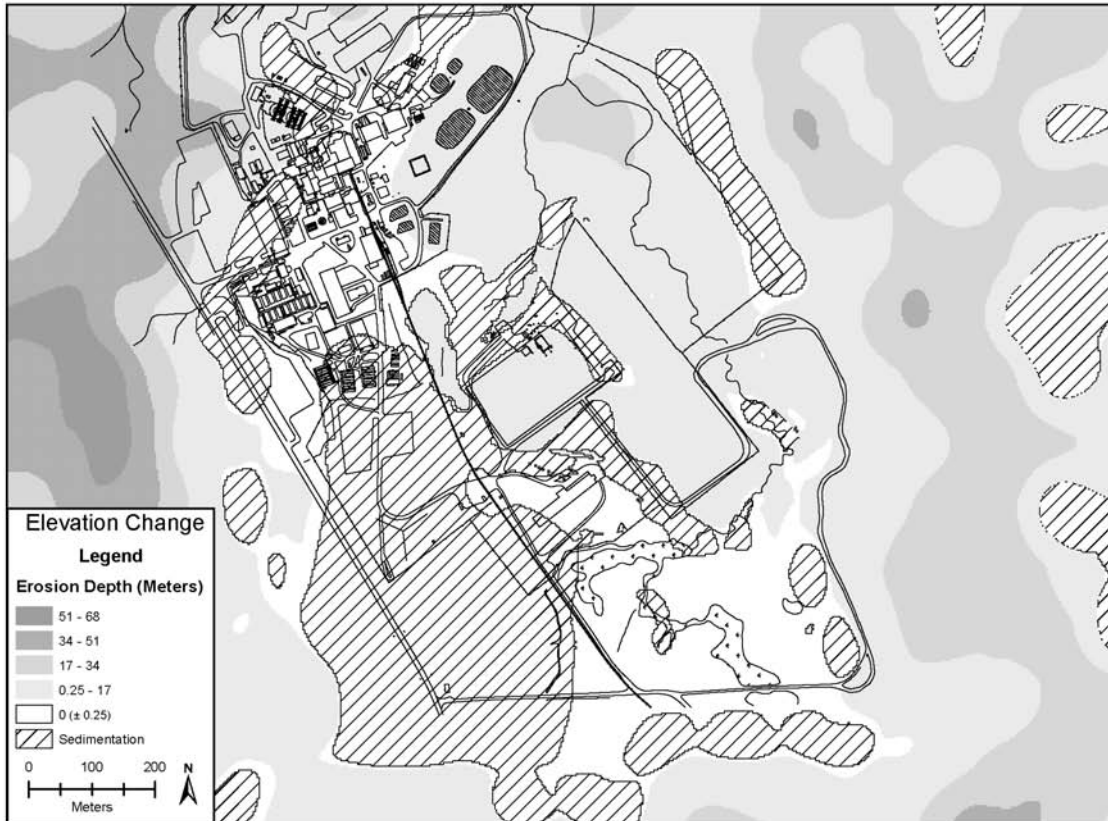 Elevation Change
Legend
Erosion Depth (Meters)
51 - 68
34 - 51
17 - 34
0.25 - 17
0 (± 0.25)
Sedimentation
0 100 200
Meters
N